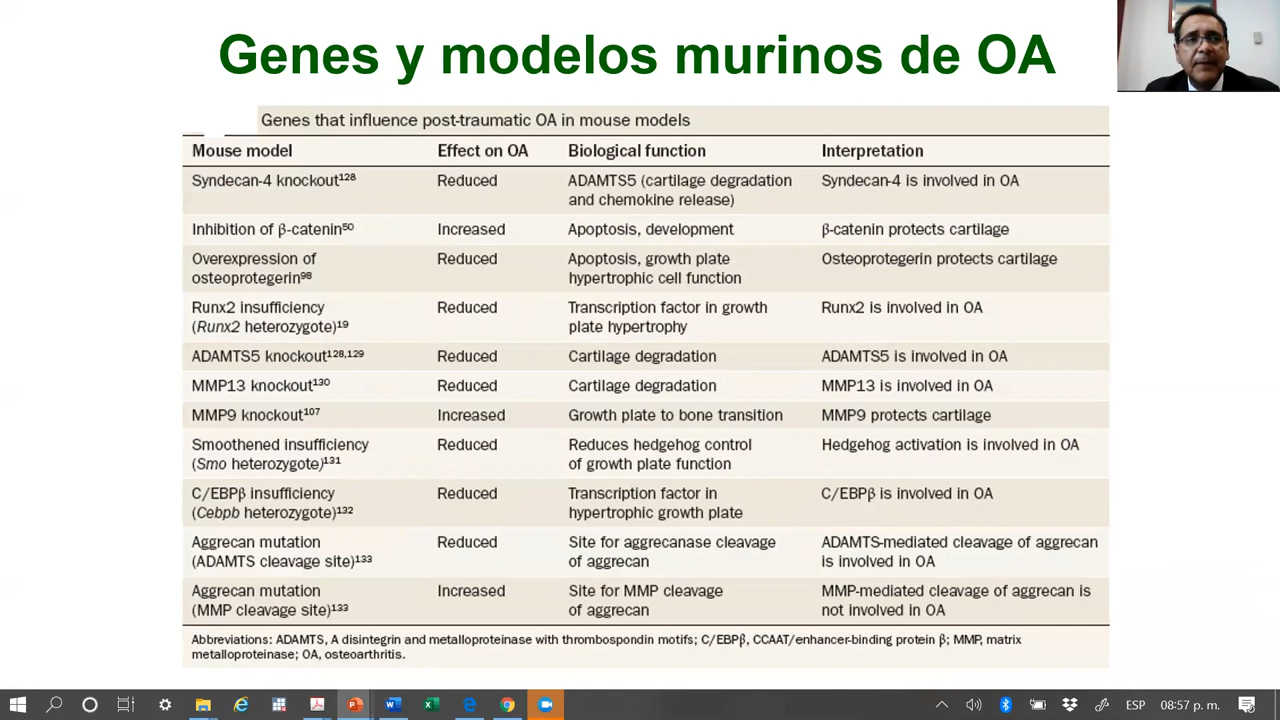 Genes y modelos murinos de OA
Genes that influence post-traumatic OA in mouse models
Mouse model Effect on OA Biological function Interpretation
Syndecan-4 knockout¹²⁸ Reduced ADAMTS5 (cartilage degradation Syndecan-4 is involved in OA
and chemokine release)
Inhibition of β-catenin⁵⁰ Increased Apoptosis, development β-catenin protects cartilage
Overexpression of Reduced Apoptosis, growth plate Osteoprotegerin protects cartilage
osteoprotegerin⁹⁸ hypertrophic cell function
Runx2 insufficiency Reduced Transcription factor in growth Runx2 is involved in OA
(Runx2 heterozygote)¹⁹ plate hypertrophy
ADAMTS5 knockout¹²⁸,¹²⁹ Reduced Cartilage degradation ADAMTS5 is involved in OA
MMP13 knockout¹³⁰ Reduced Cartilage degradation MMP13 is involved in OA
MMP9 knockout¹⁰⁷ Increased Growth plate to bone transition MMP9 protects cartilage
Smoothened insufficiency Reduced Reduces hedgehog control Hedgehog activation is involved in OA
(Smo heterozygote)¹³¹ of growth plate function
C/EBPβ insufficiency Reduced Transcription factor in C/EBPβ is involved in OA
(Cebpb heterozygote)¹³² hypertrophic growth plate
Aggrecan mutation Reduced Site for aggrecanase cleavage ADAMTS-mediated cleavage of aggrecan
(ADAMTS cleavage site)¹³³ of aggrecan is involved in OA
Aggrecan mutation Increased Site for MMP cleavage MMP-mediated cleavage of aggrecan is
(MMP cleavage site)¹³³ of aggrecan not involved in OA
Abbreviations: ADAMTS, A disintegrin and metalloproteinase with thrombospondin motifs; C/EBPβ, CCAAT/enhancer-binding protein β; MMP, matrix
metalloproteinase; OA, osteoarthritis.
ESP 08:57 p. m.